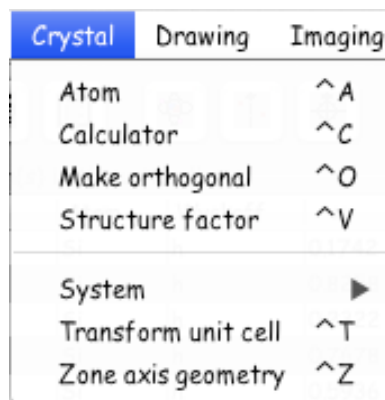 Crystal Drawing Imaging
Atom ^A
Calculator ^C
Make orthogonal ^O
Structure factor ^V
System ▶
Transform unit cell ^T
Zone axis geometry ^Z